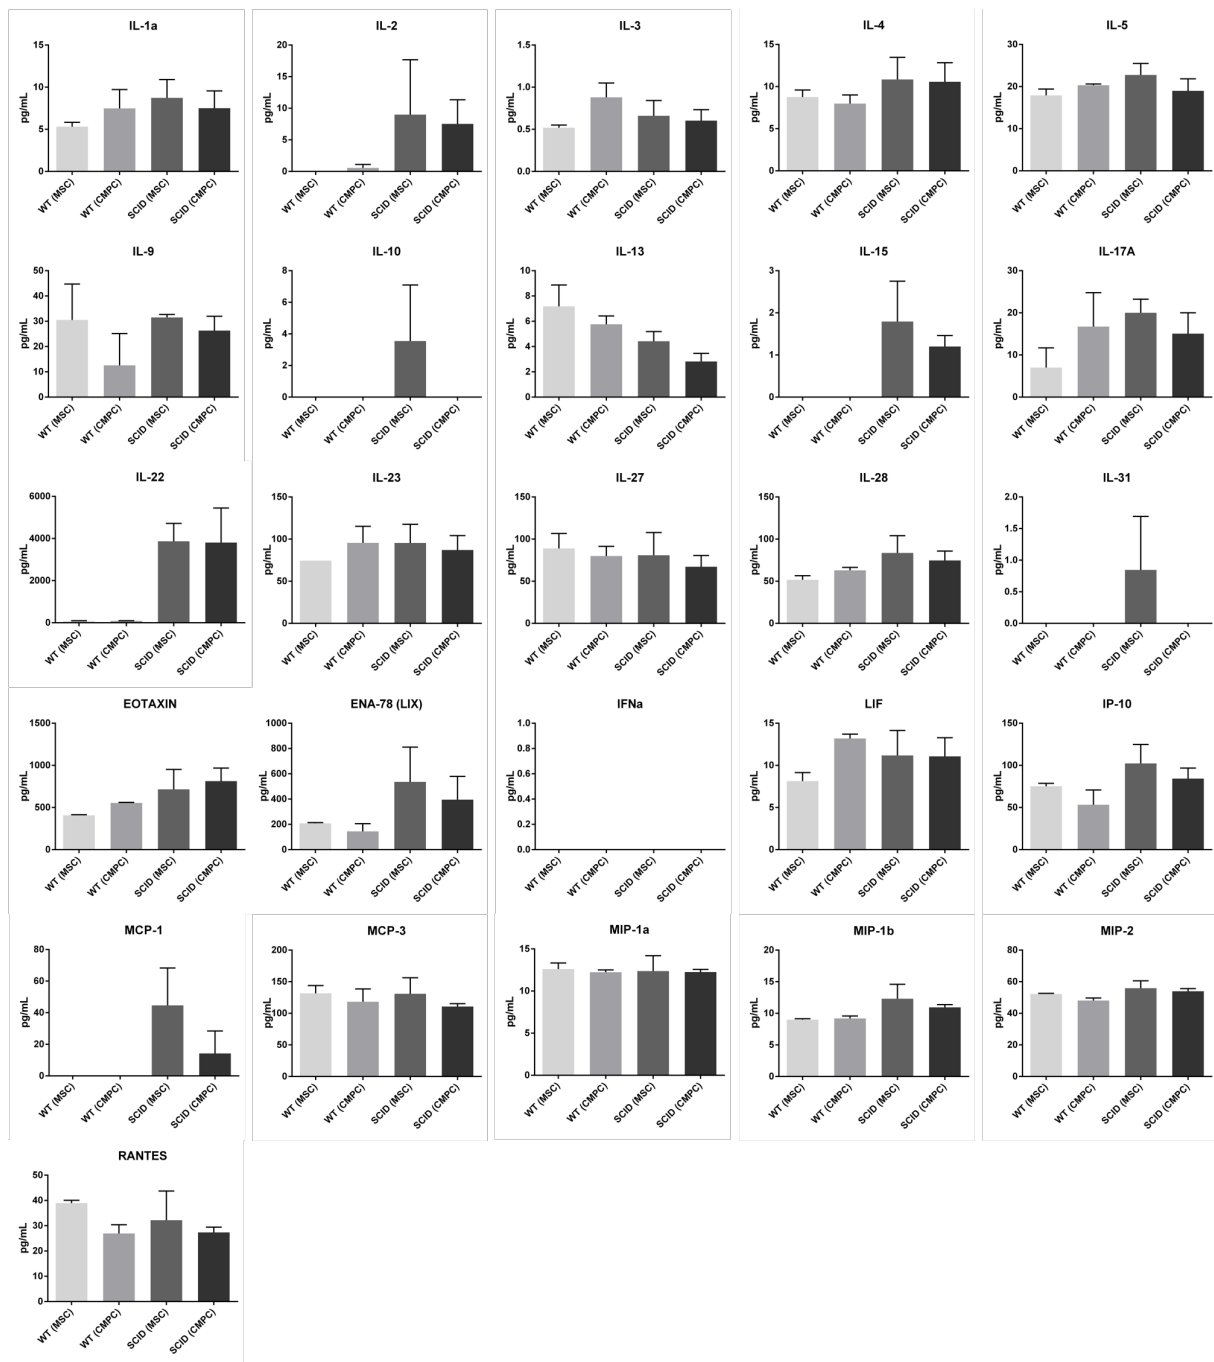 IL-1a
15
10
5
0
pg/mL
WT (MSC)
WT (CMPC)
SCID (MSC)
SCID (CMPC)
IL-2
20
15
10
5
0
pg/mL
WT (MSC)
WT (CMPC)
SCID (MSC)
SCID (CMPC)
IL-3
1.5
1.0
0.5
0.0
pg/mL
WT (MSC)
WT (CMPC)
SCID (MSC)
SCID (CMPC)
IL-4
15
10
5
0
pg/mL
WT (MSC)
WT (CMPC)
SCID (MSC)
SCID (CMPC)
IL-5
30
20
10
0
pg/mL
WT (MSC)
WT (CMPC)
SCID (MSC)
SCID (CMPC)
IL-9
50
40
30
20
10
0
pg/mL
WT (MSC)
WT (CMPC)
SCID (MSC)
SCID (CMPC)
IL-10
8
6
4
2
0
pg/mL
WT (MSC)
WT (CMPC)
SCID (MSC)
SCID (CMPC)
IL-13
10
8
6
4
2
0
pg/mL
WT (MSC)
WT (CMPC)
SCID (MSC)
SCID (CMPC)
IL-15
3
2
1
0
pg/mL
WT (MSC)
WT (CMPC)
SCID (MSC)
SCID (CMPC)
IL-17A
30
20
10
0
pg/mL
WT (MSC)
WT (CMPC)
SCID (MSC)
SCID (CMPC)
IL-22
6000
4000
2000
0
pg/mL
WT (MSC)
WT (CMPC)
SCID (MSC)
SCID (CMPC)
IL-23
150
100
50
0
pg/mL
WT (MSC)
WT (CMPC)
SCID (MSC)
SCID (CMPC)
IL-27
150
100
50
0
pg/mL
WT (MSC)
WT (CMPC)
SCID (MSC)
SCID (CMPC)
IL-28
150
100
50
0
pg/mL
WT (MSC)
WT (CMPC)
SCID (MSC)
SCID (CMPC)
IL-31
2.0
1.5
1.0
0.5
0.0
pg/mL
WT (MSC)
WT (CMPC)
SCID (MSC)
SCID (CMPC)
EOTAXIN
1500
1000
500
0
pg/mL
WT (MSC)
WT (CMPC)
SCID (MSC)
SCID (CMPC)
ENA-78 (LIX)
1000
800
600
400
200
0
pg/mL
WT (MSC)
WT (CMPC)
SCID (MSC)
SCID (CMPC)
IFNa
1.0
0.8
0.6
0.4
0.2
0.0
pg/mL
WT (MSC)
WT (CMPC)
SCID (MSC)
SCID (CMPC)
LIF
15
10
5
0
pg/mL
WT (MSC)
WT (CMPC)
SCID (MSC)
SCID (CMPC)
IP-10
150
100
50
0
pg/mL
WT (MSC)
WT (CMPC)
SCID (MSC)
SCID (CMPC)
MCP-1
80
60
40
20
0
pg/mL
WT (MSC)
WT (CMPC)
SCID (MSC)
SCID (CMPC)
MCP-3
200
150
100
50
0
pg/mL
WT (MSC)
WT (CMPC)
SCID (MSC)
SCID (CMPC)
MIP-1a
15
10
5
0
pg/mL
WT (MSC)
WT (CMPC)
SCID (MSC)
SCID (CMPC)
MIP-1b
20
15
10
5
0
pg/mL
WT (MSC)
WT (CMPC)
SCID (MSC)
SCID (CMPC)
MIP-2
80
60
40
20
0
pg/mL
WT (MSC)
WT (CMPC)
SCID (MSC)
SCID (CMPC)
RANTES
50
40
30
20
10
0
pg/mL
WT (MSC)
WT (CMPC)
SCID (MSC)
SCID (CMPC)